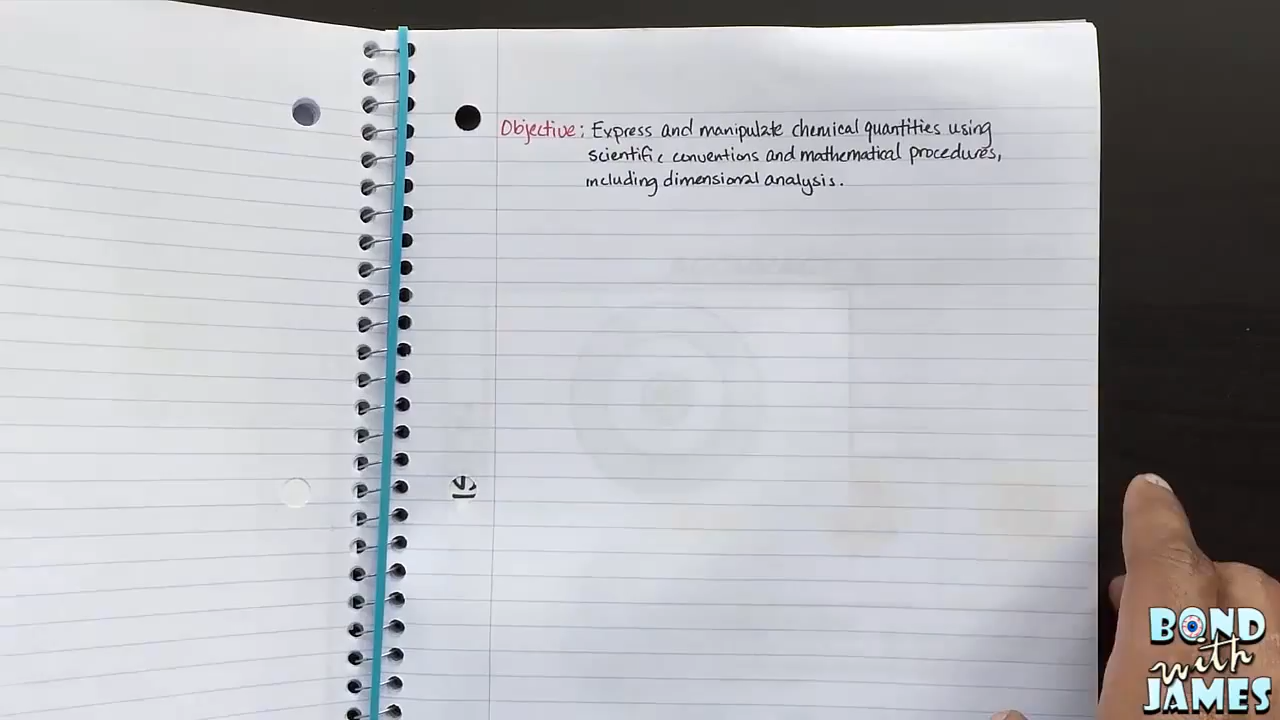 Objective: Express and manipulate chemical quantities using
scientific conventions and mathematical procedures,
including dimensional analysis.
BOND
with
JAMES